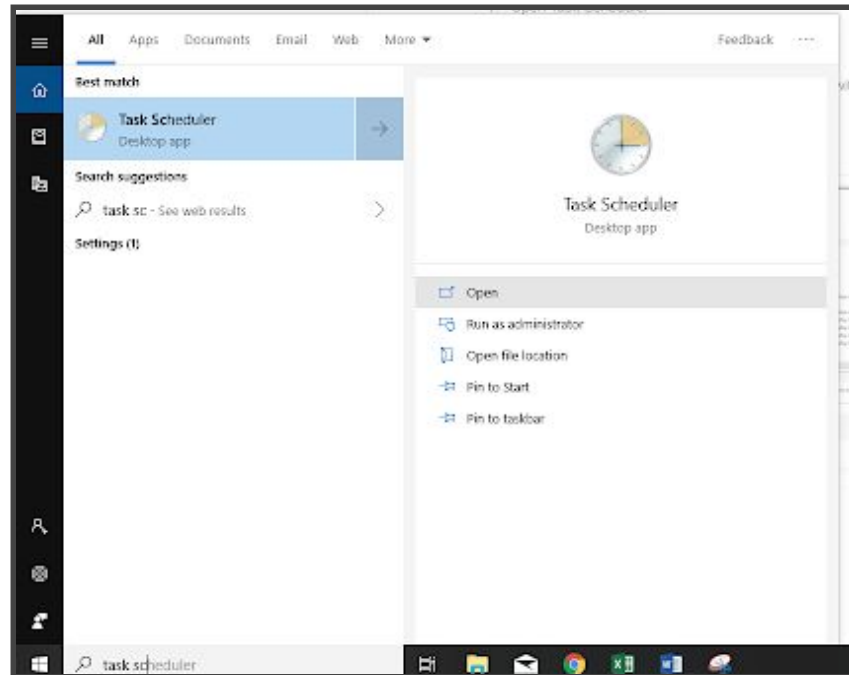 All Apps Documents Email Web More Feedback ...
Best match
Task Scheduler
Desktop app
Search suggestions
task sc - See web results
Settings (1)
Task Scheduler
Desktop app
Open
Run as administrator
Open file location
Pin to Start
Pin to taskbar
task scheduler